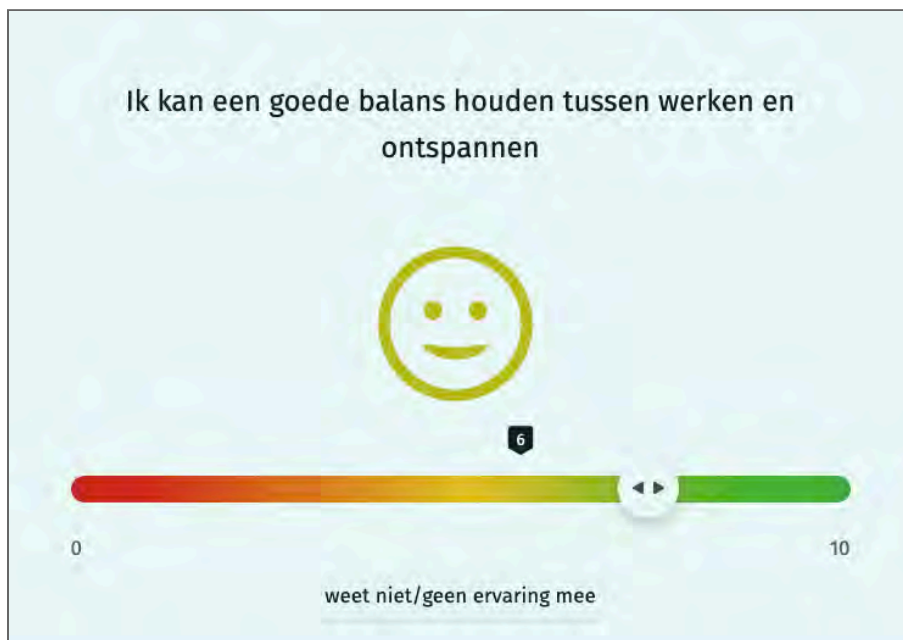 Ik kan een goede balans houden tussen werken en
ontspannen
6
0
10
weet niet/geen ervaring mee